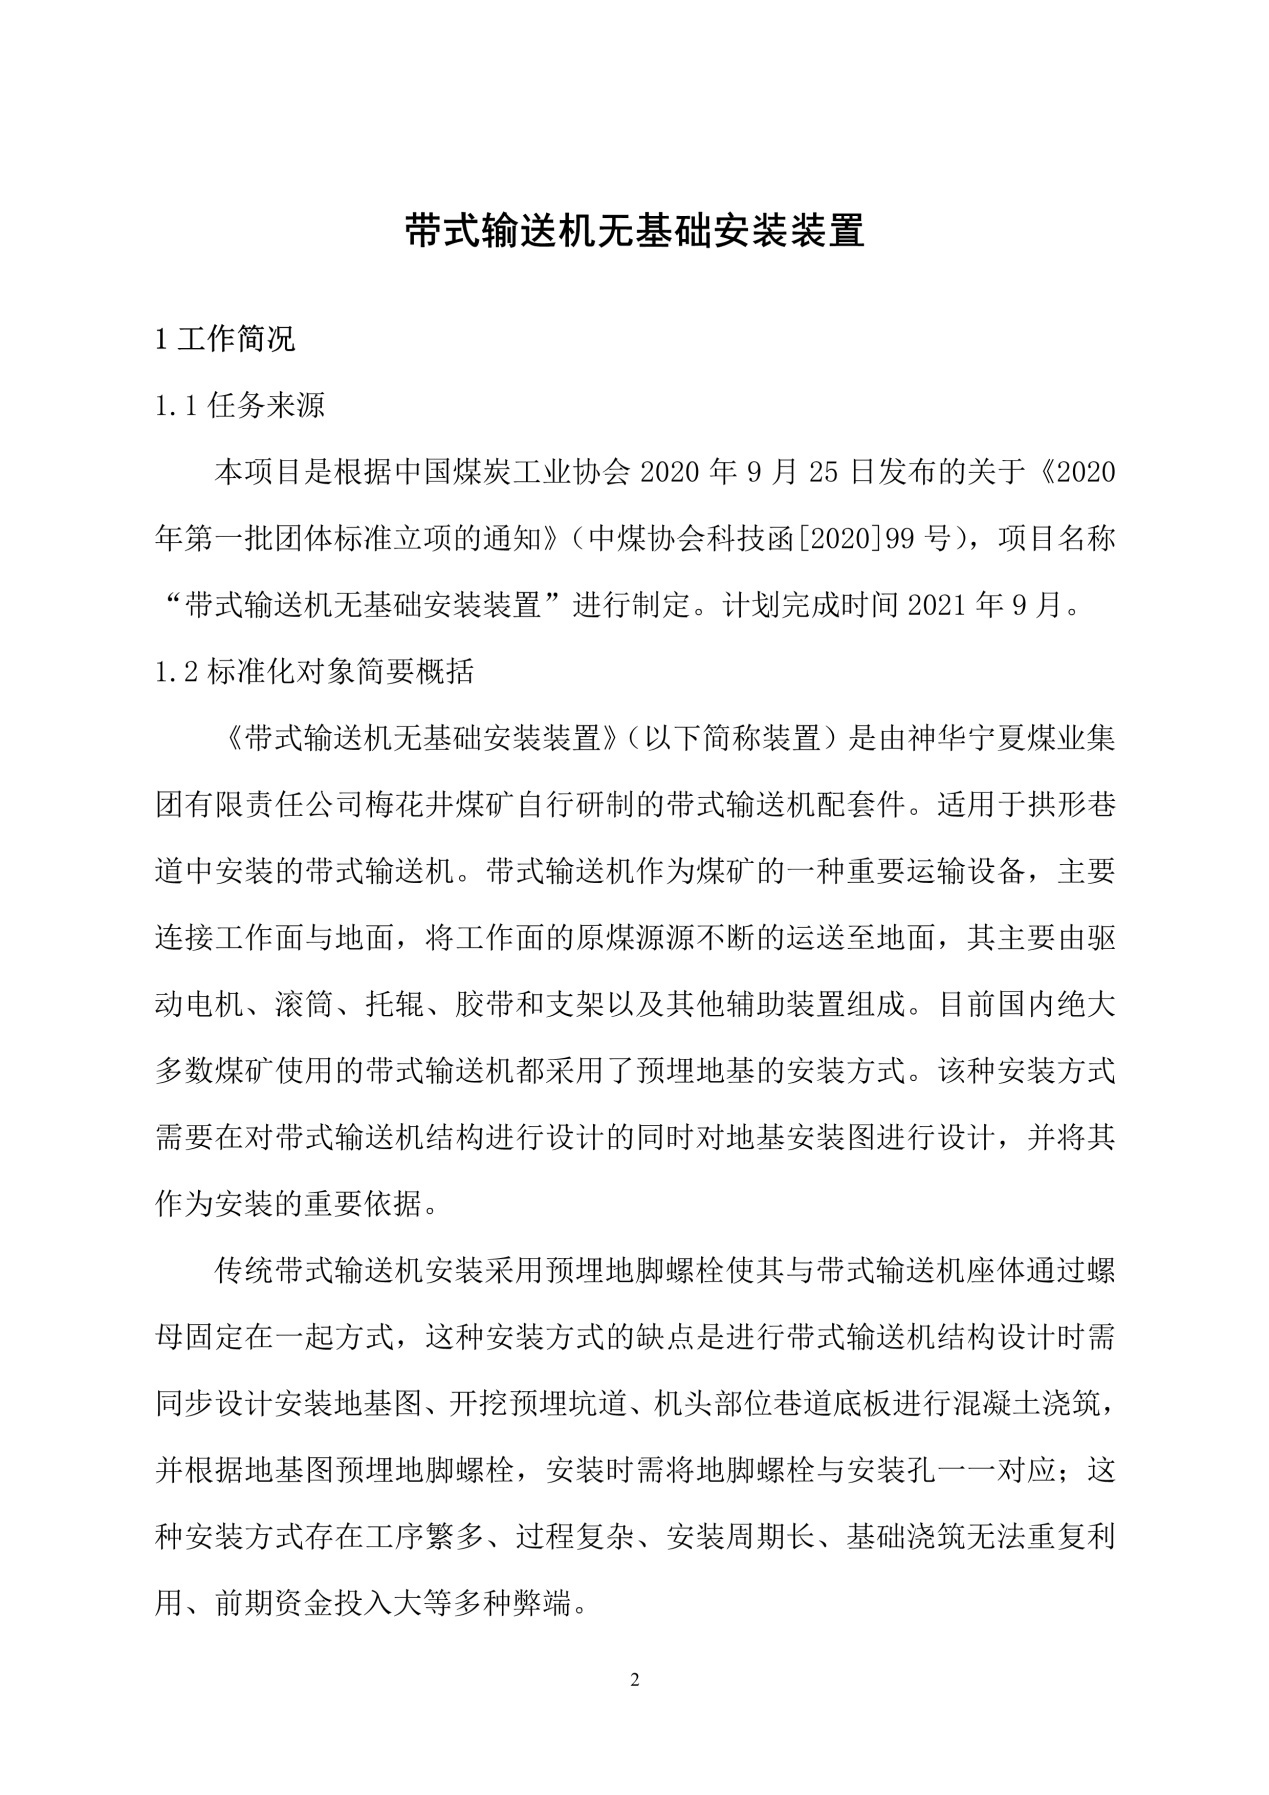 带式输送机无基础安装装置
1 工作简况
1.1 任务来源
本项目是根据中国煤炭工业协会 2020 年 9 月 25 日发布的关于《2020
年第一批团体标准立项的通知》（中煤协会科技函[2020]99 号），项目名称
“带式输送机无基础安装装置”进行制定。计划完成时间 2021 年 9 月。
1.2 标准化对象简要概括
《带式输送机无基础安装装置》（以下简称装置）是由神华宁夏煤业集
团有限责任公司梅花井煤矿自行研制的带式输送机配套件。适用于拱形巷
道中安装的带式输送机。带式输送机作为煤矿的一种重要运输设备，主要
连接工作面与地面，将工作面的原煤源源不断的运送至地面，其主要由驱
动电机、滚筒、托辊、胶带和支架以及其他辅助装置组成。目前国内绝大
多数煤矿使用的带式输送机都采用了预埋地基的安装方式。该种安装方式
需要在对带式输送机结构进行设计的同时对地基安装图进行设计，并将其
作为安装的重要依据。
传统带式输送机安装采用预埋地脚螺栓使其与带式输送机座体通过螺
母固定在一起方式，这种安装方式的缺点是进行带式输送机结构设计时需
同步设计安装地基图、开挖预埋坑道、机头部位巷道底板进行混凝土浇筑，
并根据地基图预埋地脚螺栓，安装时需将地脚螺栓与安装孔一一对应；这
种安装方式存在工序繁多、过程复杂、安装周期长、基础浇筑无法重复利
用、前期资金投入大等多种弊端。
2